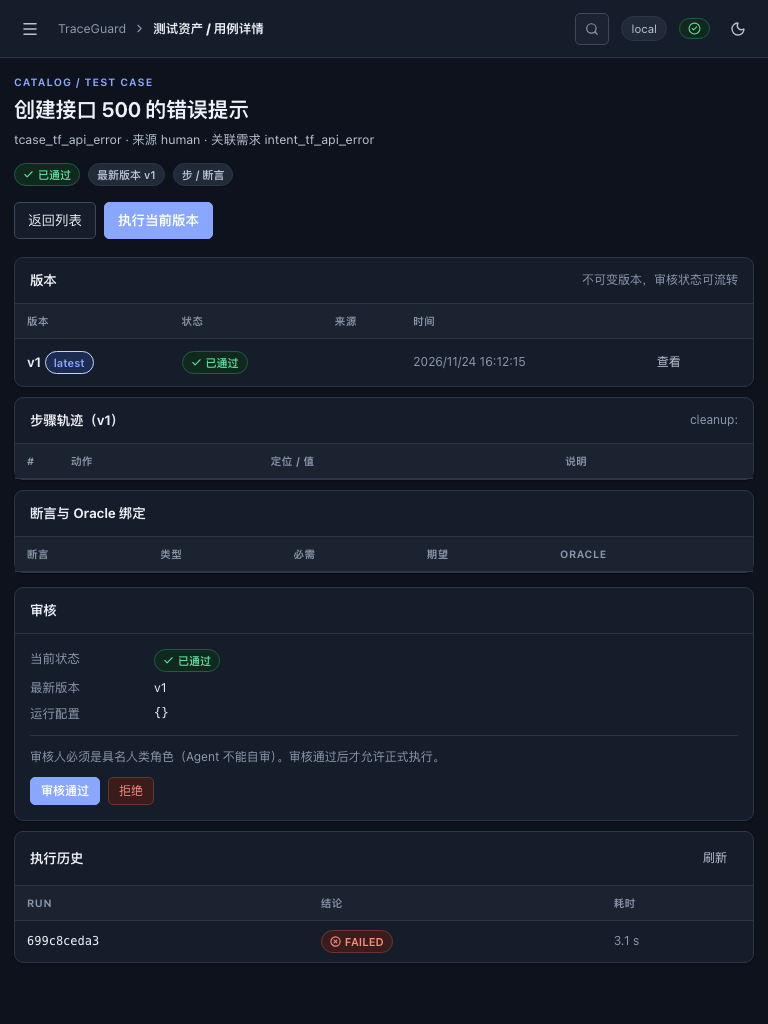 TraceGuard > 测试资产 / 用例详情 local
CATALOG / TEST CASE
创建接口 500 的错误提示
tcase_tf_api_error · 来源 human · 关联需求 intent_tf_api_error
已通过 最新版本 v1 步 / 断言
返回列表 执行当前版本
版本 不可变版本，审核状态可流转
版本 状态 来源 时间
v1 latest 已通过 2026/11/24 16:12:15 查看
步骤轨迹（v1） cleanup:
# 动作 定位 / 值 说明
断言与 Oracle 绑定
断言 类型 必需 期望 ORACLE
审核
当前状态 已通过
最新版本 v1
运行配置 {}
审核人必须是具名人类角色（Agent 不能自审）。审核通过后才允许正式执行。
审核通过 拒绝
执行历史 刷新
RUN 结论 耗时
699c8ceda3 FAILED 3.1 s